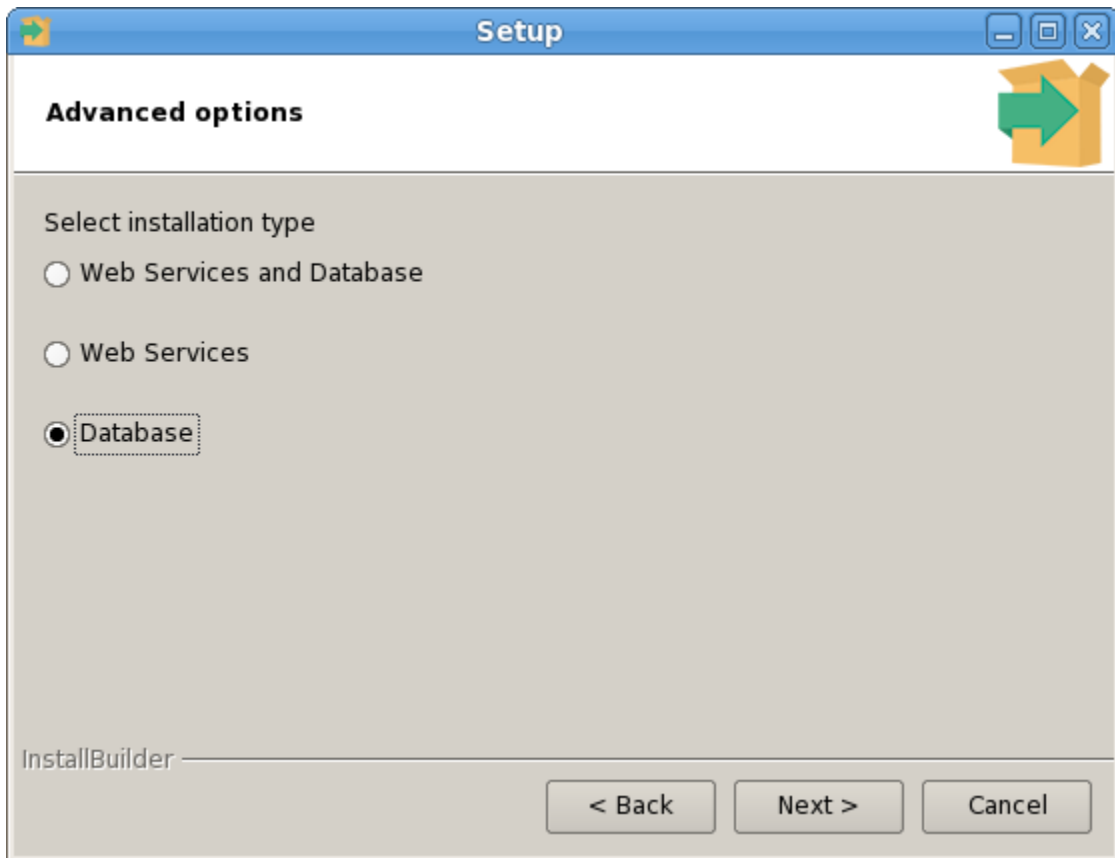 Setup
Advanced options
Select installation type
Web Services and Database
Web Services
Database
InstallBuilder
< Back Next > Cancel